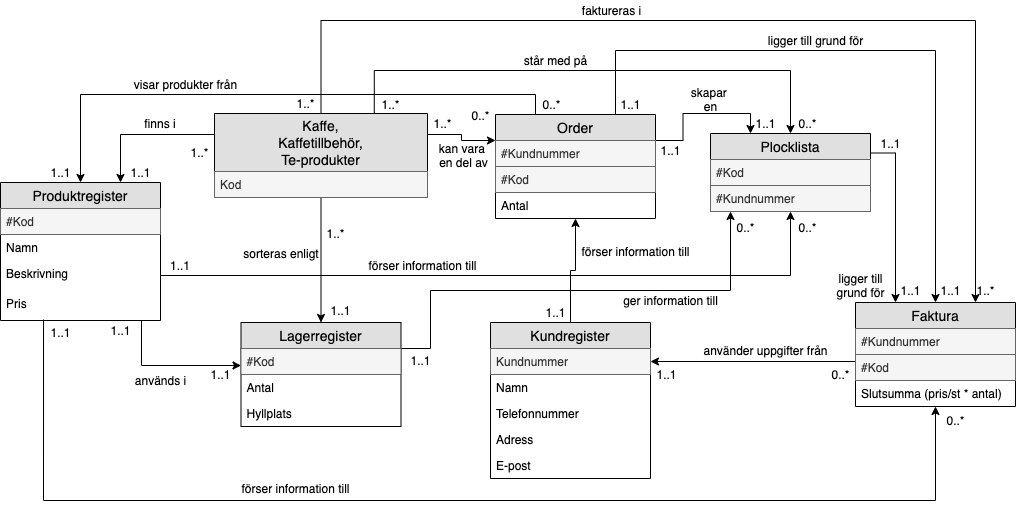 faktureras i
ligger till grund för
står med på
visar produkter från
skapar
en
1..*
1..*
0..*
0..*
1..1
finns i
1..*
1..*
kan vara
en del av
1..1
1..1
0..*
1..1
1..1
1..1
Kaffe,
Kaffetillbehör,
Te-produkter
Kod
Order
#Kundnummer
#Kod
Antal
Plocklista
#Kod
#Kundnummer
Produktregister
#Kod
Namn
Beskrivning
Pris
1..*
0..*
0..*
sorteras enligt
förser information till
1..1
förser information till
ligger till
grund för
1..1
1..1
1..*
ger information till
1..1
1..1
1..1
1..1
Lagerregister
#Kod
Antal
Hyllplats
1..1
används i
1..1
Kundregister
Kundnummer
Namn
Telefonnummer
Adress
E-post
använder uppgifter från
1..1
0..*
Faktura
#Kundnummer
#Kod
Slutsumma (pris/st * antal)
0..*
förser information till